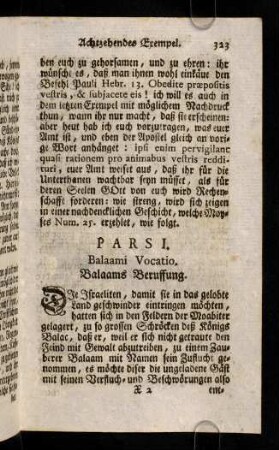 Achtzehendes Exempel. 323
ben euch zu gehorsamen, und zu ehren: ihr
wünsche es, daß man ihnen wohl einkäue den
Befehl Pauli Hebr. 13. Obedite præpositis
vestris, & subjacete eis! ich will es auch in
dem letzten Exempel mit möglichem Nachdruck
thun, wann ihr nur macht, daß sie erscheinen:
aber heut hab ich euch vorzutragen, was euer
Amt ist, und eben der Apostel gleich an vori-
ge Wort anhänget: ipsi enim pervigilant
quasi rationem pro animabus vestris reddi-
turi, euer Amt weiset aus, daß ihr für die
Unterthanen wachtbar seyn müsset, als für
deren Seelen GOtt von euch wird Rechen-
schafft forderen: wie streng, wird sich zeigen
in einer nachdencklichen Geschicht, welche Moy-
ses Num. 25. erzehlet, wie folgt.
PARS I.
Balaami Vocatio.
Balaams Beruffung.
Die Israeliten, damit sie in das gelobte
Land geschwinder eintringen möchten,
hatten sich in den Feldern der Moabiter
gelagert, zu so grossen Schröcken deß Königs
Balac, daß er, weil er sich nicht getraute den
Feind mit Gewalt abzutreiben, zu einem Zau-
berer Balaam mit Namen sein Zuflucht ge-
nommen, es möchte diser die ungeladene Gäst
mit seinen Verfluch- und Beschwörungen also
X 2 ent-